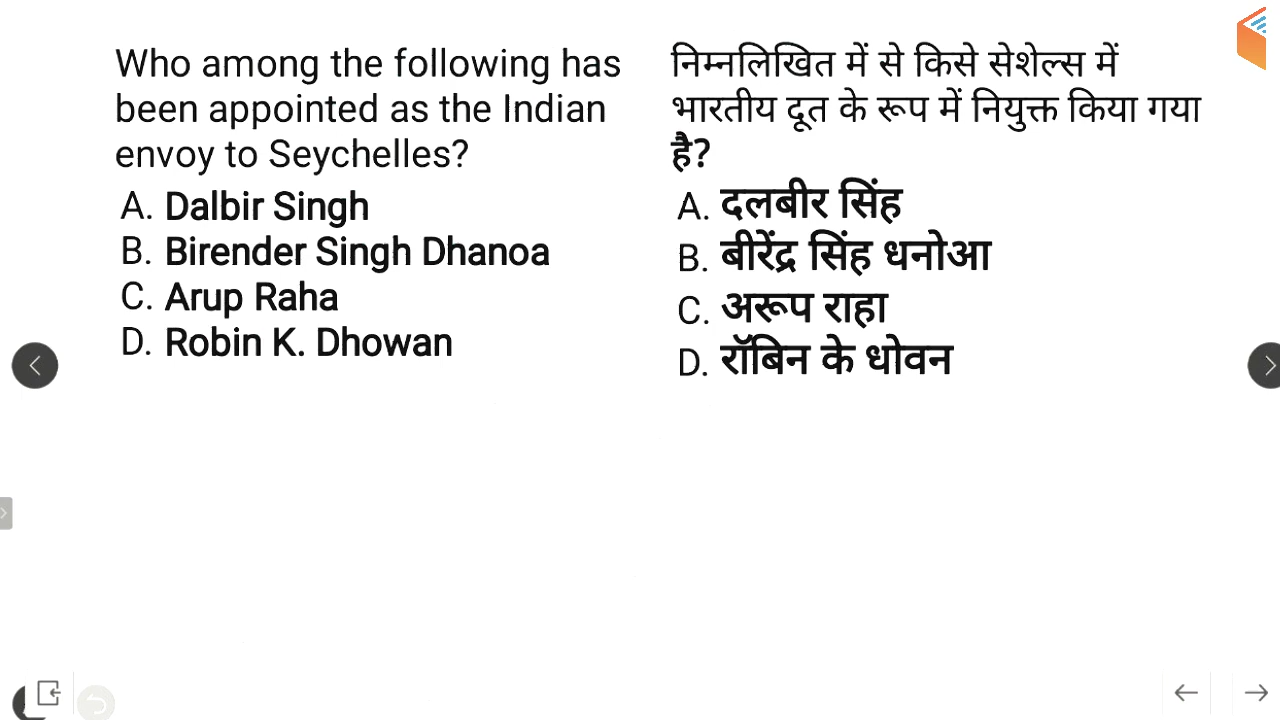 Who among the following has
been appointed as the Indian
envoy to Seychelles?
A. Dalbir Singh
B. Birender Singh Dhanoa
C. Arup Raha
D. Robin K. Dhowan
निम्नलिखित में से किसे सेशेल्स में
भारतीय दूत के रूप में नियुक्त किया गया
है?
A. दलबीर सिंह
B. बीरेंद्र सिंह धनोआ
C. अरूप राहा
D. रॉबिन के धोवन